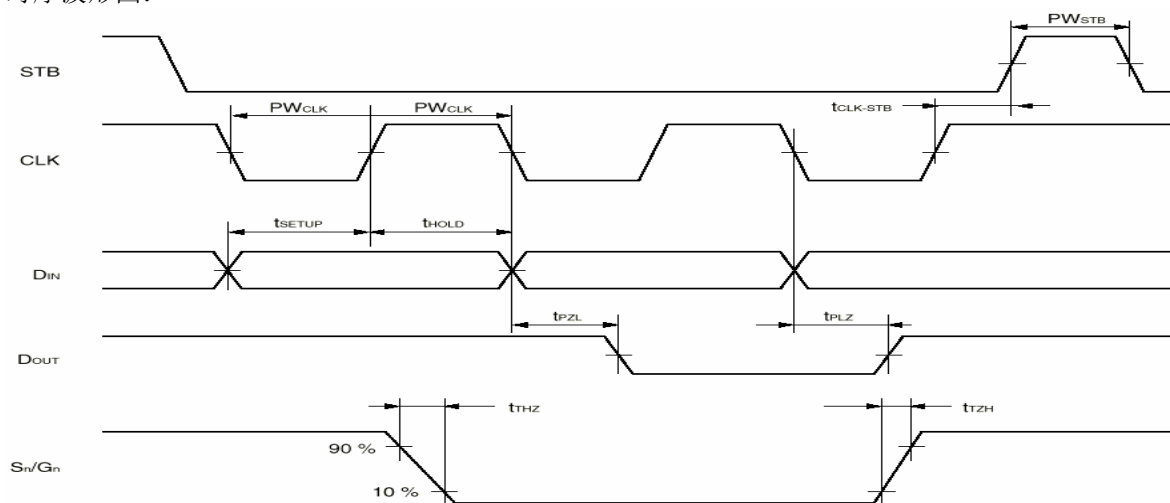 时序波形图:
PWSTB
STB
tCLK-STB
PWCLK PWCLK
CLK
tSETUP tHOLD
DIN
tPZL tPLZ
DOUT
tTHZ tTZH
90 %
Sn/Gn
10 %